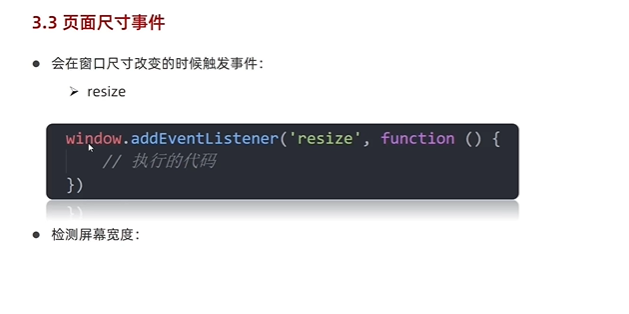 3.3 页面尺寸事件
会在窗口尺寸改变的时候触发事件：
resize
window.addEventListener('resize', function () {
// 执行的代码
})
检测屏幕宽度：